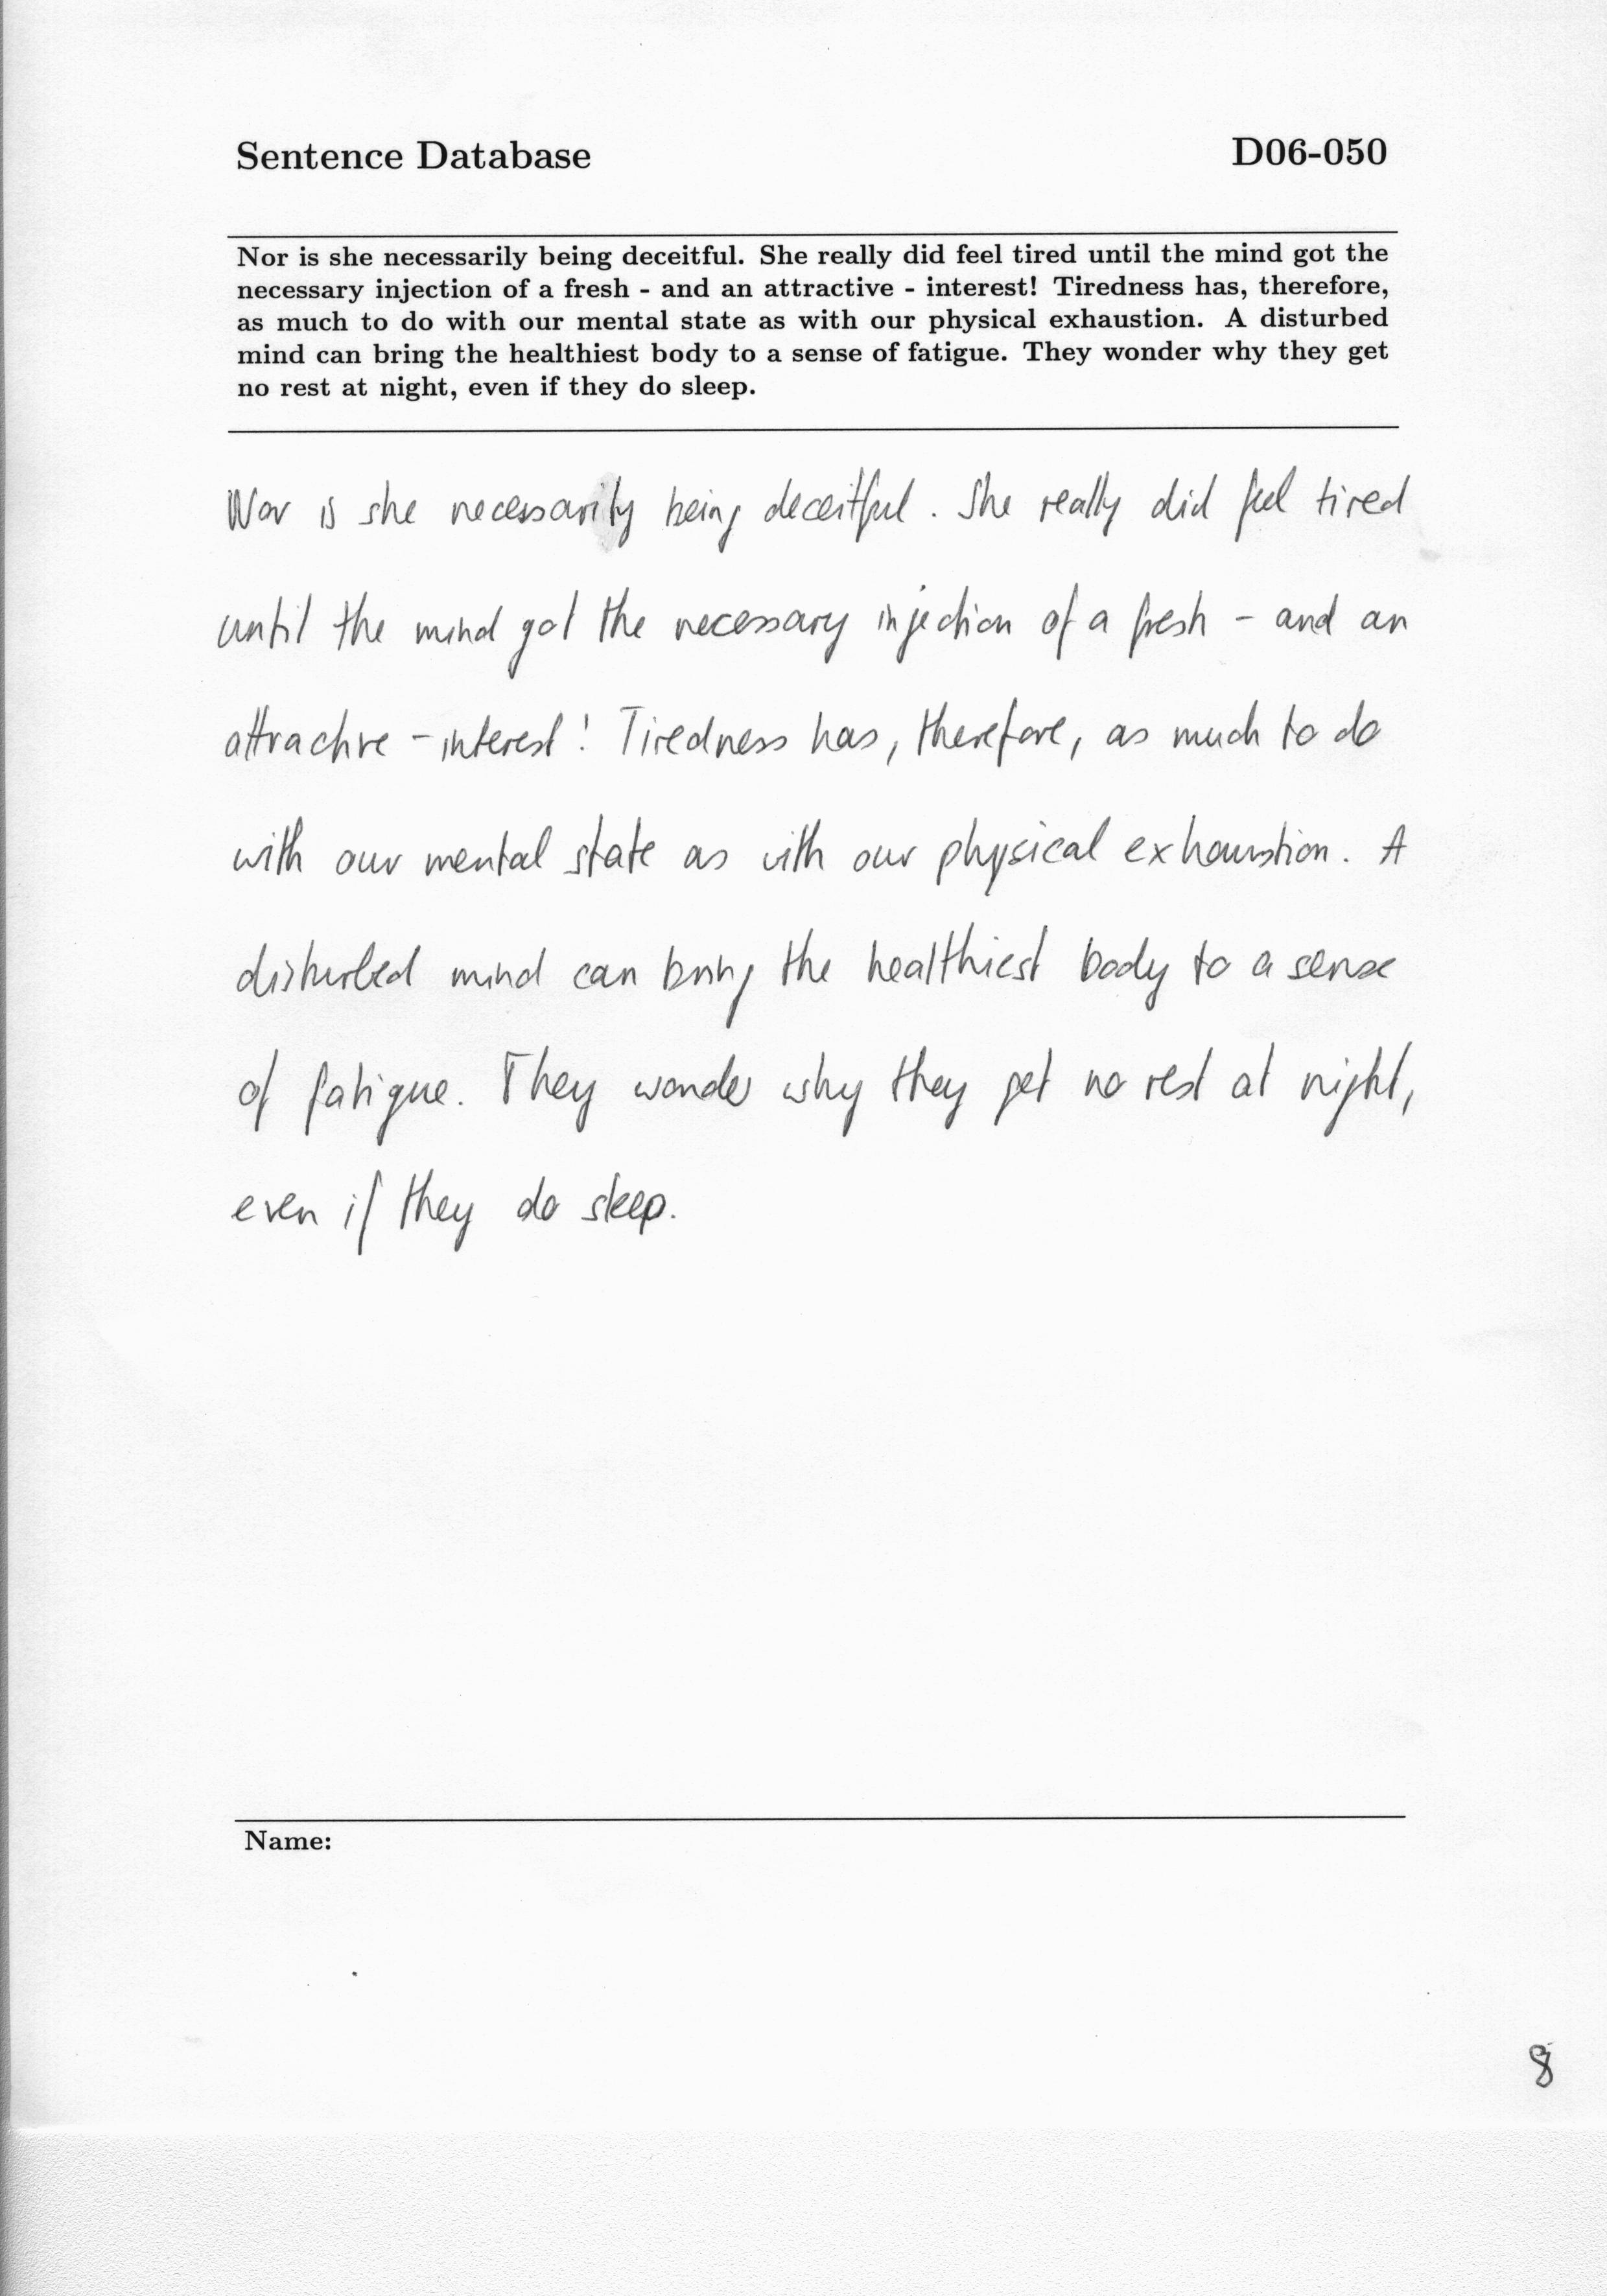 Sentence Database D06-050
Nor is she necessarily being deceitful. She really did feel tired until the mind got the
necessary injection of a fresh - and an attractive - interest! Tiredness has, therefore,
as much to do with our mental state as with our physical exhaustion. A disturbed
mind can bring the healthiest body to a sense of fatigue. They wonder why they get
no rest at night, even if they do sleep.
Nor is she necessarily being deceitful. She really did feel tired
until the mind got the necessary injection of a fresh - and an
attractive - interest! Tiredness has, therefore, as much to do
with our mental state as with our physical exhaustion. A
disturbed mind can bring the healthiest body to a sense
of fatigue. They wonder why they get no rest at night,
even if they do sleep.
Name:
8